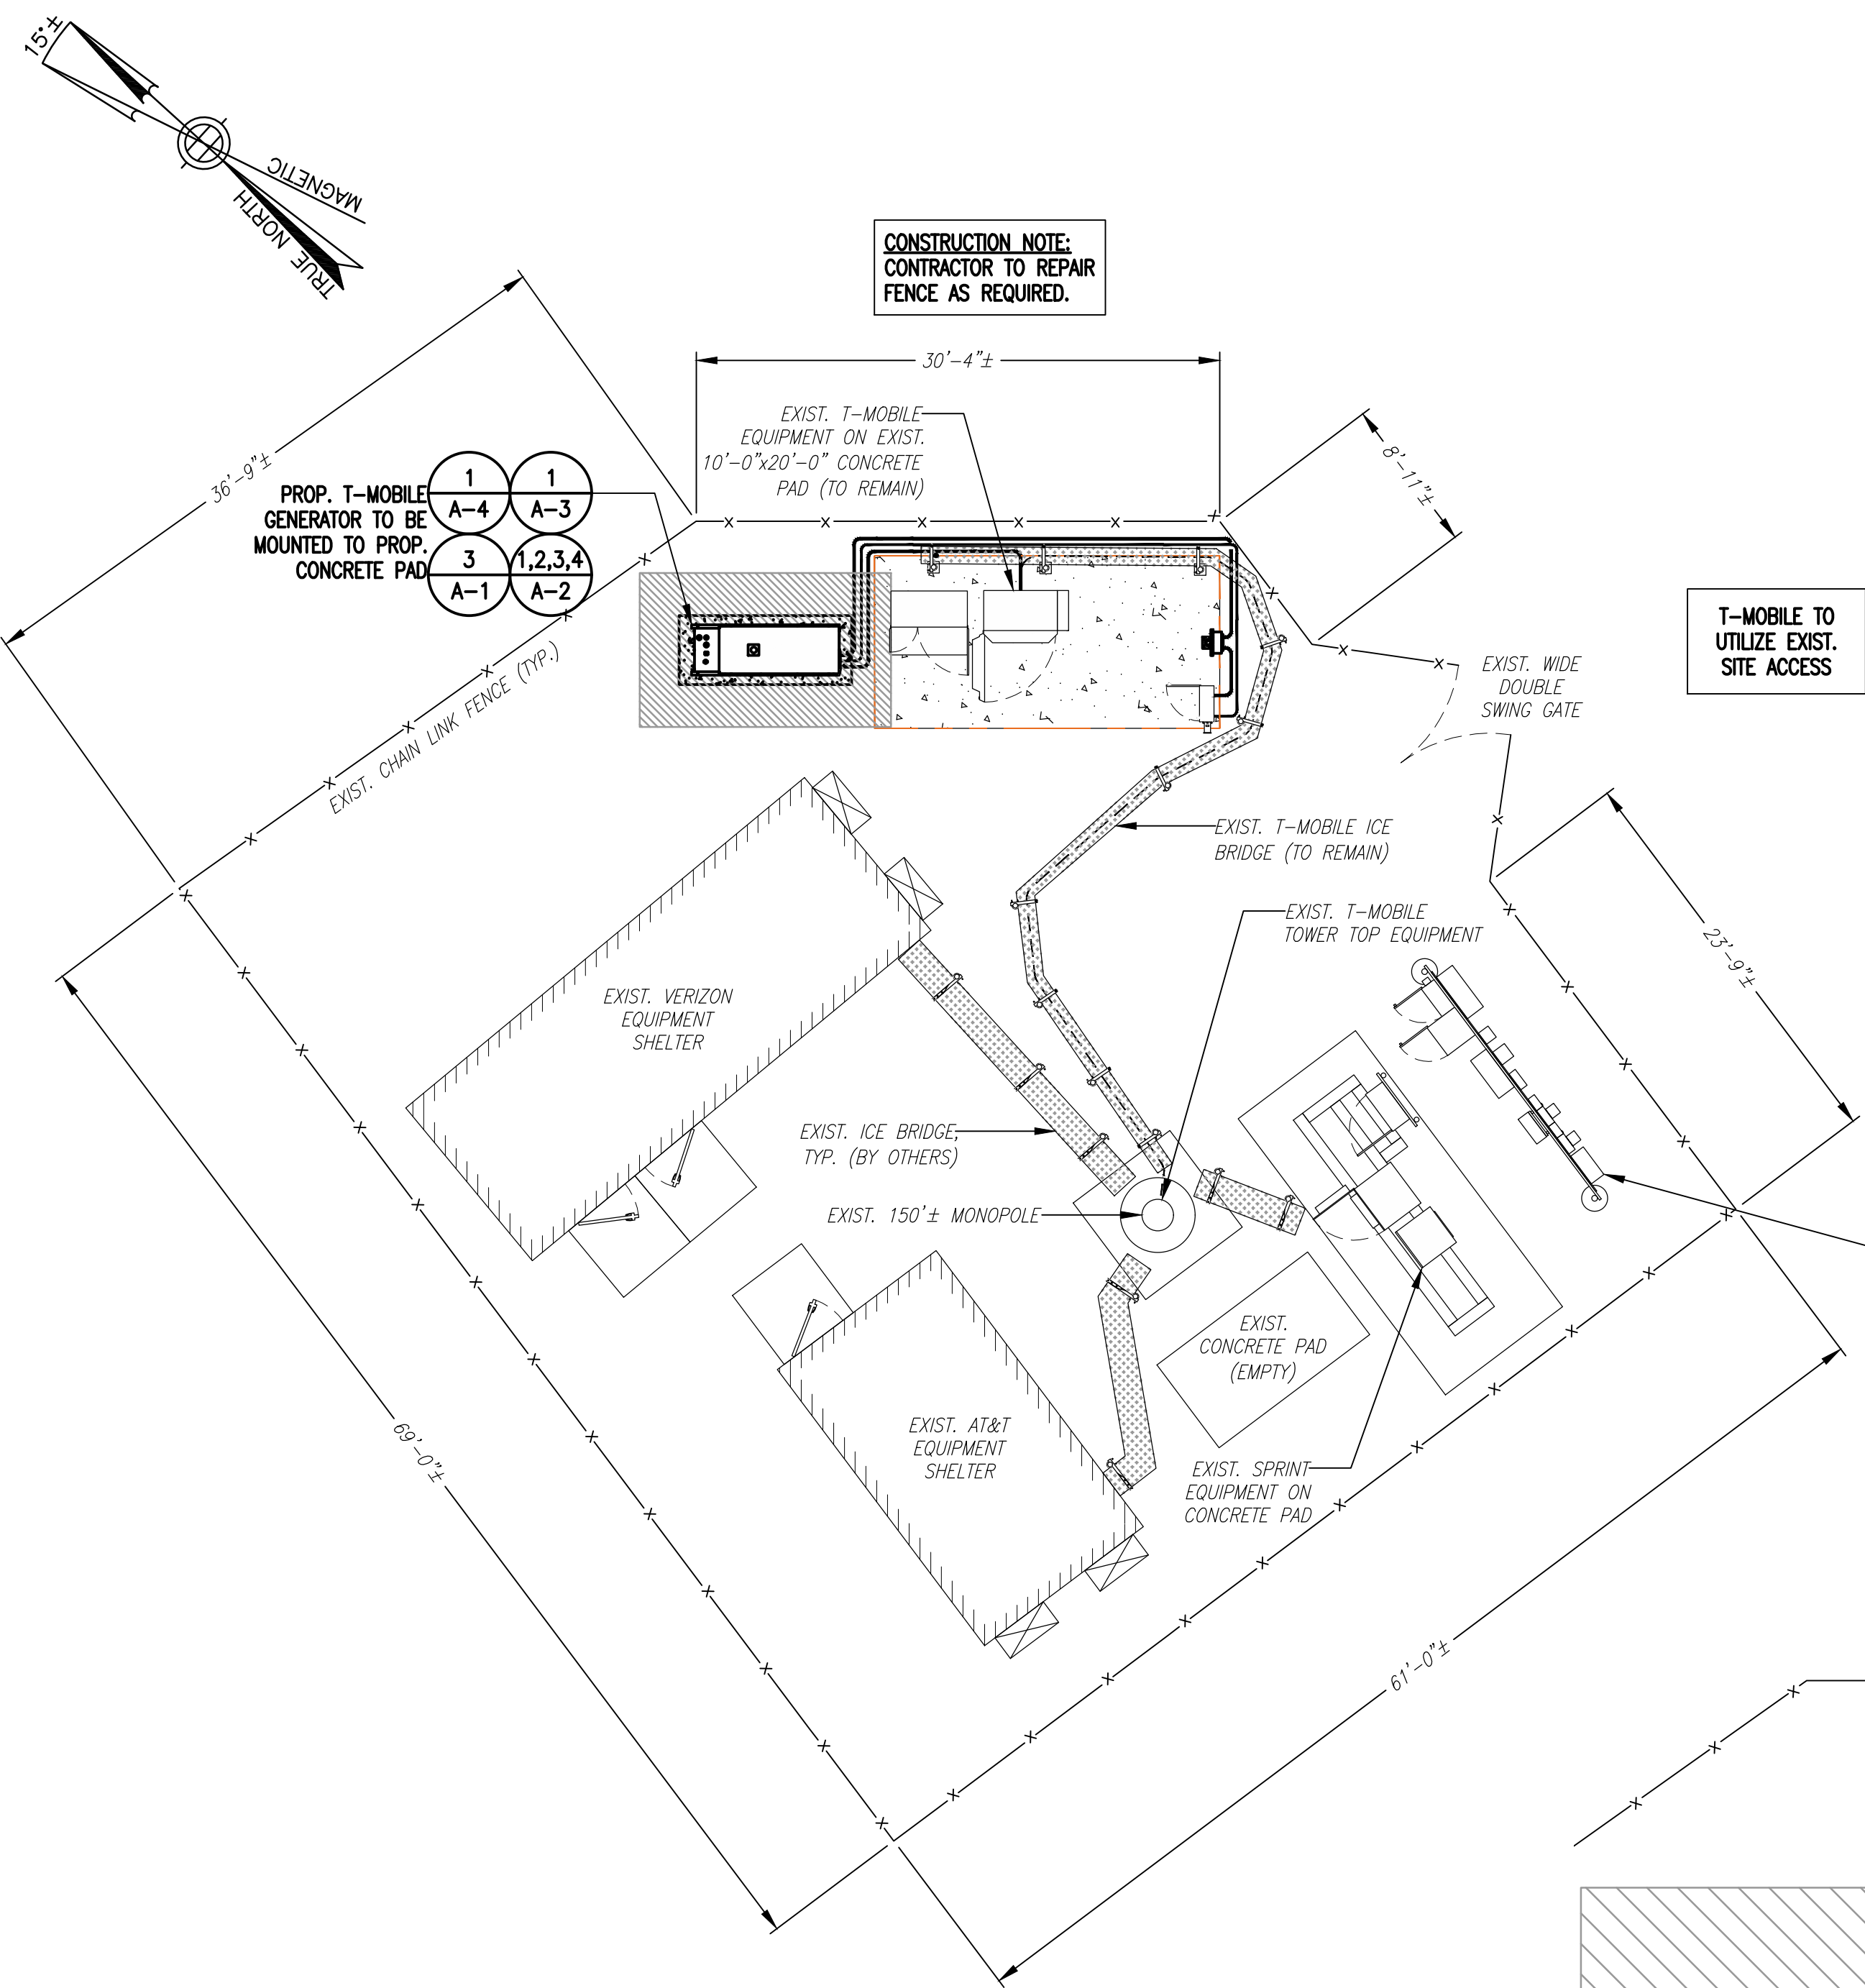 15°±
MAGNETIC
TRUE NORTH
CONSTRUCTION NOTE:
CONTRACTOR TO REPAIR
FENCE AS REQUIRED.
30'-4"±
36'-9"±
8'-11"±
EXIST. T-MOBILE
EQUIPMENT ON EXIST.
10'-0"x20'-0" CONCRETE
PAD (TO REMAIN)
PROP. T-MOBILE
GENERATOR TO BE
MOUNTED TO PROP.
CONCRETE PAD
1
A-4
1
A-3
3
A-1
1,2,3,4
A-2
EXIST. CHAIN LINK FENCE (TYP.)
T-MOBILE TO
UTILIZE EXIST.
SITE ACCESS
EXIST. WIDE
DOUBLE
SWING GATE
EXIST. T-MOBILE ICE
BRIDGE (TO REMAIN)
EXIST. T-MOBILE
TOWER TOP EQUIPMENT
23'-9"±
EXIST. VERIZON
EQUIPMENT
SHELTER
EXIST. ICE BRIDGE,
TYP. (BY OTHERS)
EXIST. 150'± MONOPOLE
EXIST.
CONCRETE PAD
(EMPTY)
EXIST. AT&T
EQUIPMENT
SHELTER
EXIST. SPRINT
EQUIPMENT ON
CONCRETE PAD
69'-0"±
61'-0"±